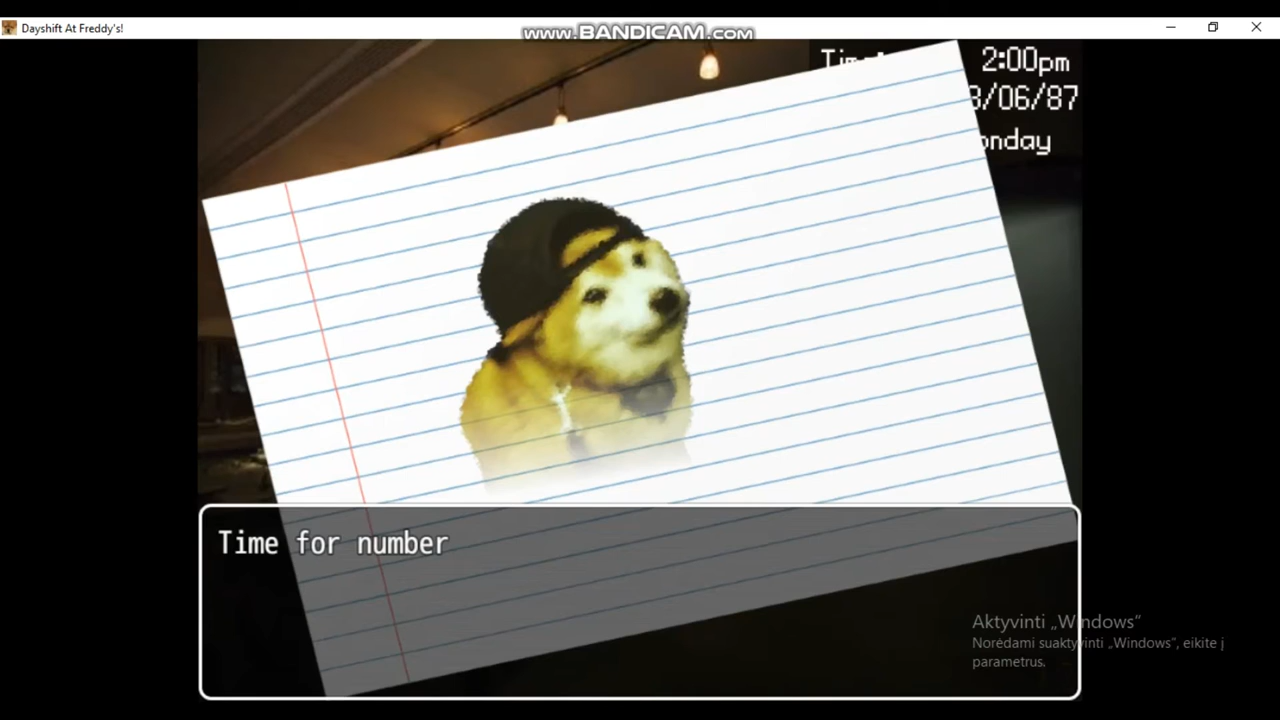 Dayshift At Freddy's!
www.BANDICAM.com
2:00pm
/06/87
onday
Time for number
Aktyvinti „Windows“
Norėdami suaktyvinti „Windows“, eikite į
parametrus.